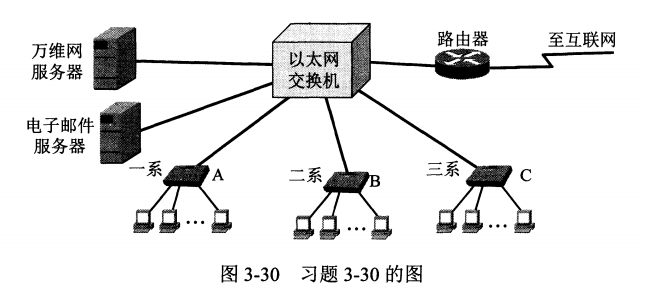 万维网
服务器
以太网
交换机
路由器
至互联网
电子邮件
服务器
一系
A
二系
B
三系
C
图 3-30 习题 3-30 的图